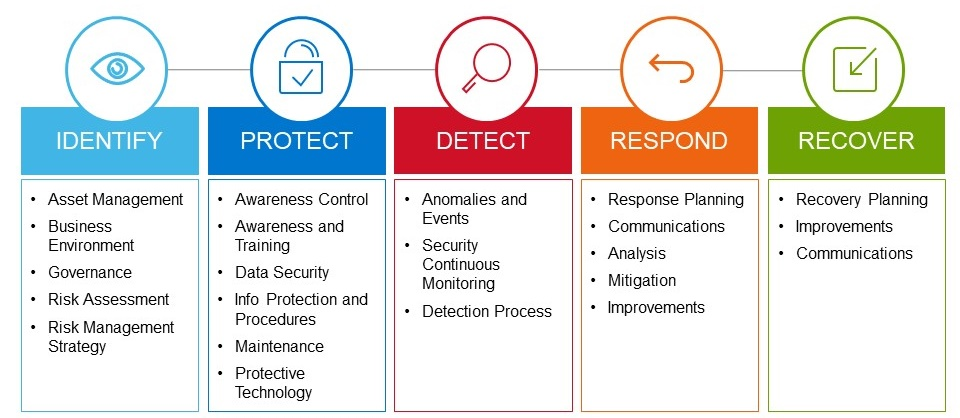 IDENTIFY
• Asset Management
• Business
Environment
• Governance
• Risk Assessment
• Risk Management
Strategy
PROTECT
• Awareness Control
• Awareness and
Training
• Data Security
• Info Protection and
Procedures
• Maintenance
• Protective
Technology
DETECT
• Anomalies and
Events
• Security
Continuous
Monitoring
• Detection Process
RESPOND
• Response Planning
• Communications
• Analysis
• Mitigation
• Improvements
RECOVER
• Recovery Planning
• Improvements
• Communications